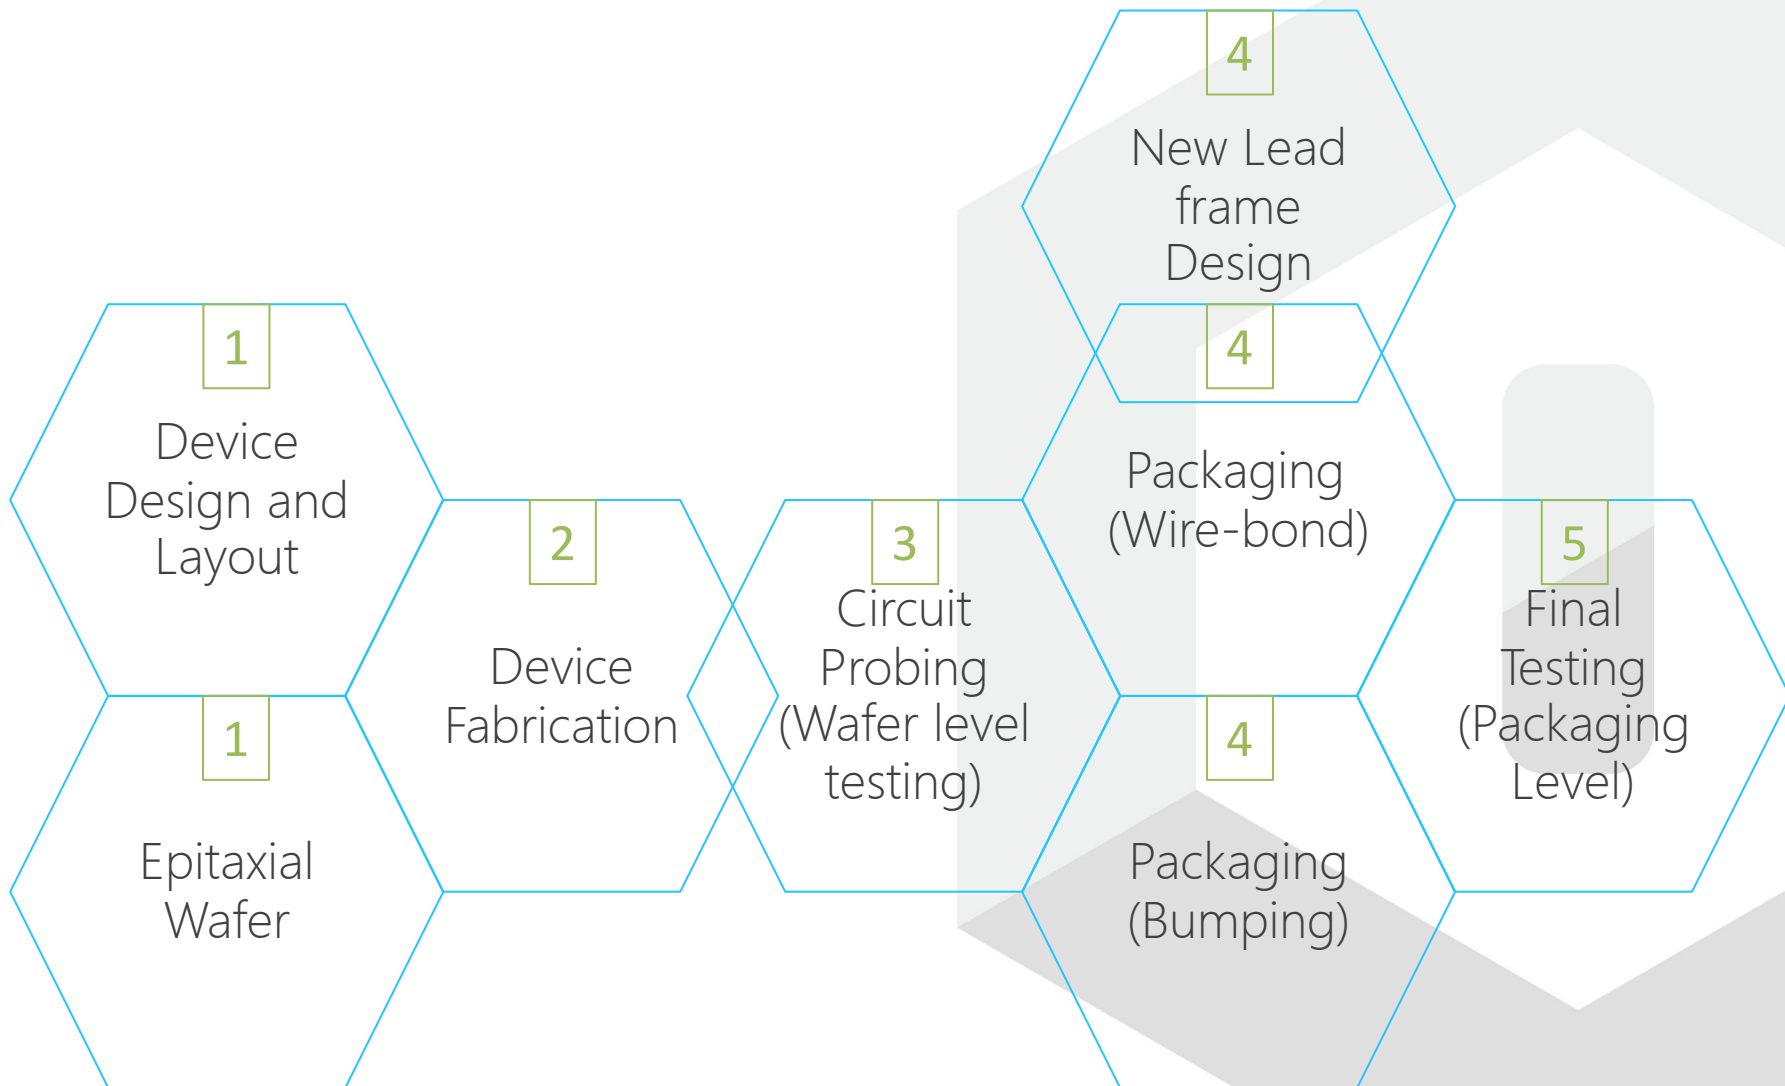 1
Device
Design and
Layout
1
Epitaxial
Wafer
2
Device
Fabrication
3
Circuit
Probing
(Wafer level
testing)
4
New Lead
frame
Design
4
Packaging
(Wire-bond)
4
Packaging
(Bumping)
5
Final
Testing
(Packaging
Level)